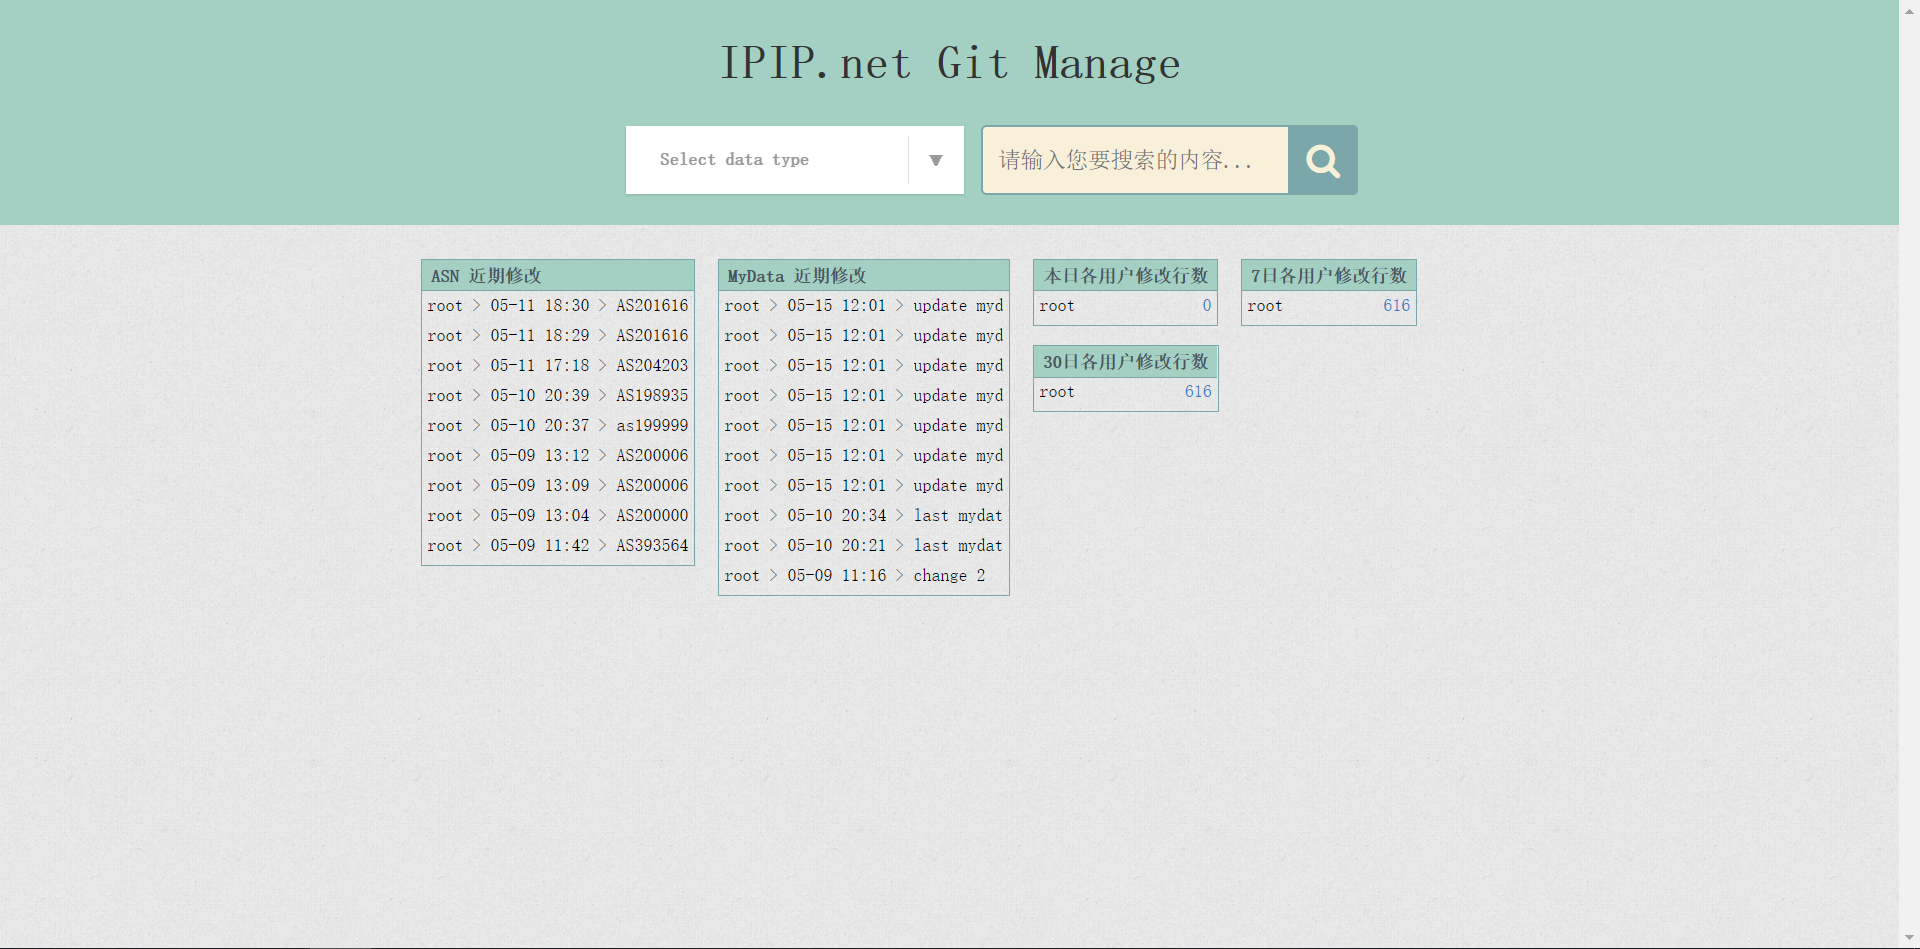 IPIP.net Git Manage
Select data type
请输入您要搜索的内容...
ASN 近期修改
root > 05-11 18:30 > AS201616
root > 05-11 18:29 > AS201616
root > 05-11 17:18 > AS204203
root > 05-10 20:39 > AS198935
root > 05-10 20:37 > as199999
root > 05-09 13:12 > AS200006
root > 05-09 13:09 > AS200006
root > 05-09 13:04 > AS200000
root > 05-09 11:42 > AS393564
MyData 近期修改
root > 05-15 12:01 > update myd
root > 05-15 12:01 > update myd
root > 05-15 12:01 > update myd
root > 05-15 12:01 > update myd
root > 05-15 12:01 > update myd
root > 05-15 12:01 > update myd
root > 05-15 12:01 > update myd
root > 05-10 20:34 > last mydat
root > 05-10 20:21 > last mydat
root > 05-09 11:16 > change 2
本日各用户修改行数
root 0
7日各用户修改行数
root 616
30日各用户修改行数
root 616